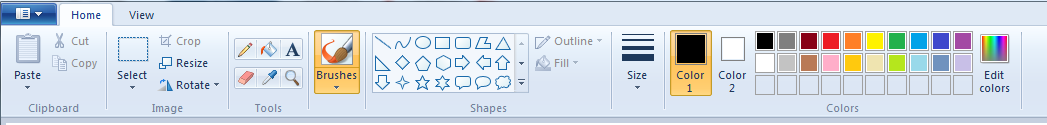 Home View
Paste
Cut
Copy
Clipboard
Select
Crop
Resize
Rotate
Image
A
Tools
Brushes
Outline
Fill
Shapes
Size
Color
1
Color
2
Edit
colors
Colors